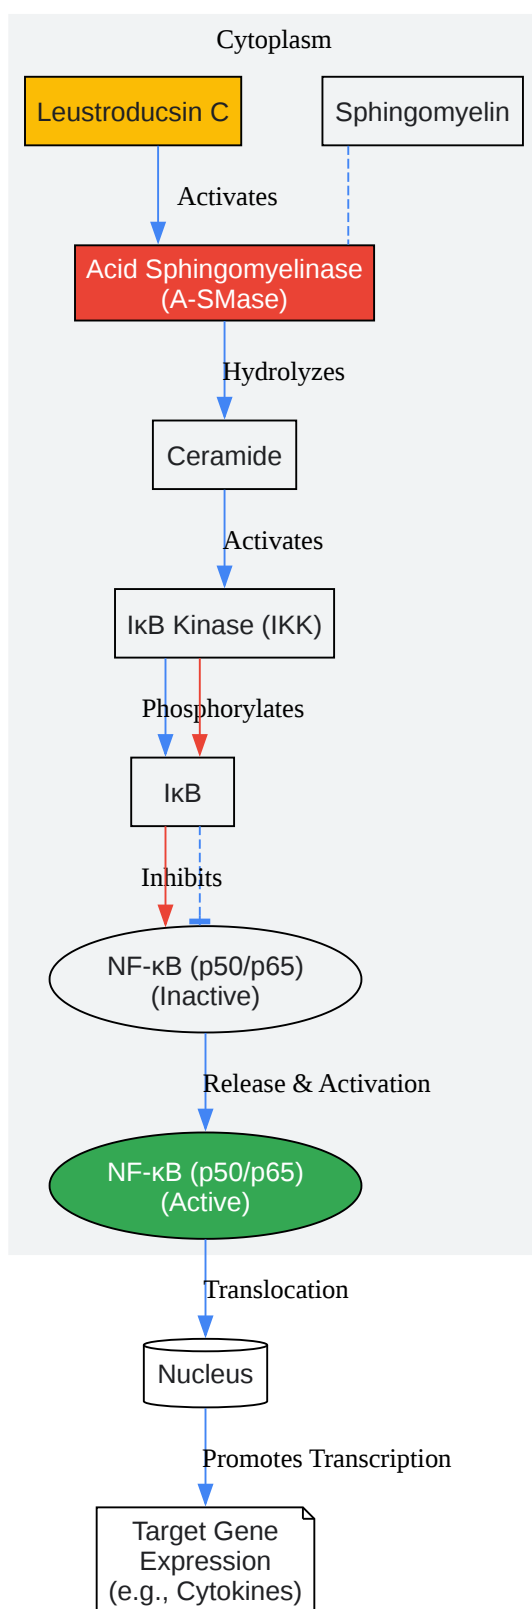 Cytoplasm
Leustroducsin C
Sphingomyelin
Activates
Acid Sphingomyelinase
(A-SMase)
Hydrolyzes
Ceramide
Activates
IκB Kinase (IKK)
Phosphorylates
IκB
Inhibits
NF-κB (p50/p65)
(Inactive)
Release & Activation
NF-κB (p50/p65)
(Active)
Translocation
Nucleus
Promotes Transcription
Target Gene
Expression
(e.g., Cytokines)